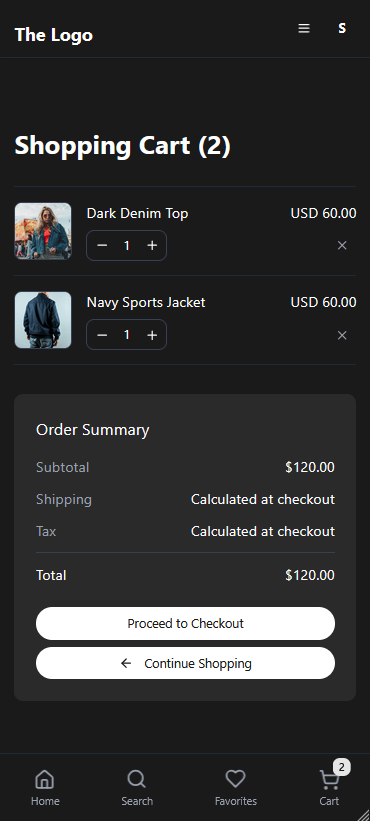 The Logo
S
Shopping Cart (2)
Dark Denim Top USD 60.00
1
Navy Sports Jacket USD 60.00
1
Order Summary
Subtotal $120.00
Shipping Calculated at checkout
Tax Calculated at checkout
Total $120.00
Proceed to Checkout
Continue Shopping
2
Home Search Favorites Cart